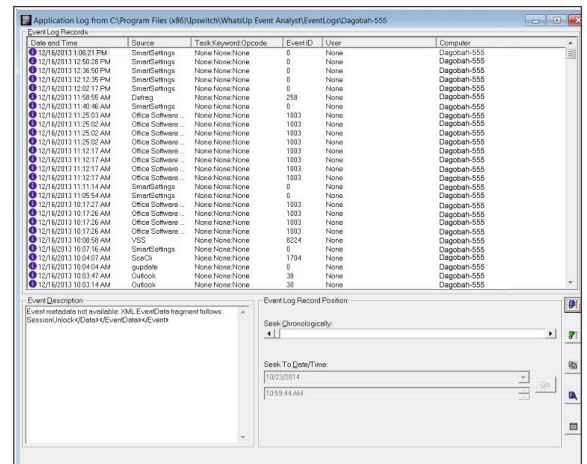 Application Log from C:\Program Files (x86)\Ipswitch\WhatsUp Event Analyst\EventLogs\Dagobah-555
Event Log Records
Date and Time Source Task:Keyword:Opcode Event ID User Computer
12/16/2013 1:06:21 PM SmartSettings None:None:None 0 None Dagobah-555
12/16/2013 12:50:28 PM SmartSettings None:None:None 0 None Dagobah-555
12/16/2013 12:36:50 PM SmartSettings None:None:None 0 None Dagobah-555
12/16/2013 12:12:35 PM SmartSettings None:None:None 0 None Dagobah-555
12/16/2013 12:02:17 PM SmartSettings None:None:None 0 None Dagobah-555
12/16/2013 11:58:55 AM Defrag None:None:None 258 None Dagobah-555
12/16/2013 11:40:46 AM SmartSettings None:None:None 0 None Dagobah-555
12/16/2013 11:25:03 AM Office Software ... None:None:None 1003 None Dagobah-555
12/16/2013 11:25:02 AM Office Software ... None:None:None 1003 None Dagobah-555
12/16/2013 11:25:02 AM Office Software ... None:None:None 1003 None Dagobah-555
12/16/2013 11:25:02 AM Office Software ... None:None:None 1003 None Dagobah-555
12/16/2013 11:12:17 AM Office Software ... None:None:None 1003 None Dagobah-555
12/16/2013 11:12:17 AM Office Software ... None:None:None 1003 None Dagobah-555
12/16/2013 11:12:17 AM Office Software ... None:None:None 1003 None Dagobah-555
12/16/2013 11:12:17 AM Office Software ... None:None:None 1003 None Dagobah-555
12/16/2013 11:11:14 AM SmartSettings None:None:None 0 None Dagobah-555
12/16/2013 11:05:54 AM SmartSettings None:None:None 0 None Dagobah-555
12/16/2013 10:17:27 AM Office Software ... None:None:None 1003 None Dagobah-555
12/16/2013 10:17:26 AM Office Software ... None:None:None 1003 None Dagobah-555
12/16/2013 10:17:26 AM Office Software ... None:None:None 1003 None Dagobah-555
12/16/2013 10:17:26 AM Office Software ... None:None:None 1003 None Dagobah-555
12/16/2013 10:08:58 AM VSS None:None:None 8224 None Dagobah-555
12/16/2013 10:07:16 AM SmartSettings None:None:None 0 None Dagobah-555
12/16/2013 10:04:07 AM SceCli None:None:None 1704 None Dagobah-555
12/16/2013 10:04:04 AM gupdate None:None:None 0 None Dagobah-555
12/16/2013 10:03:47 AM Outlook None:None:None 38 None Dagobah-555
12/16/2013 10:03:14 AM Outlook None:None:None 30 None Dagobah-555
Event Description
Event metadata not available: XML EventData fragment follows:
SessionUnlock</Data></EventData></Event>
Event Log Record Position:
Seek Chronologically:
Seek To Date/Time:
10/23/2014
10:59:44 AM
Go